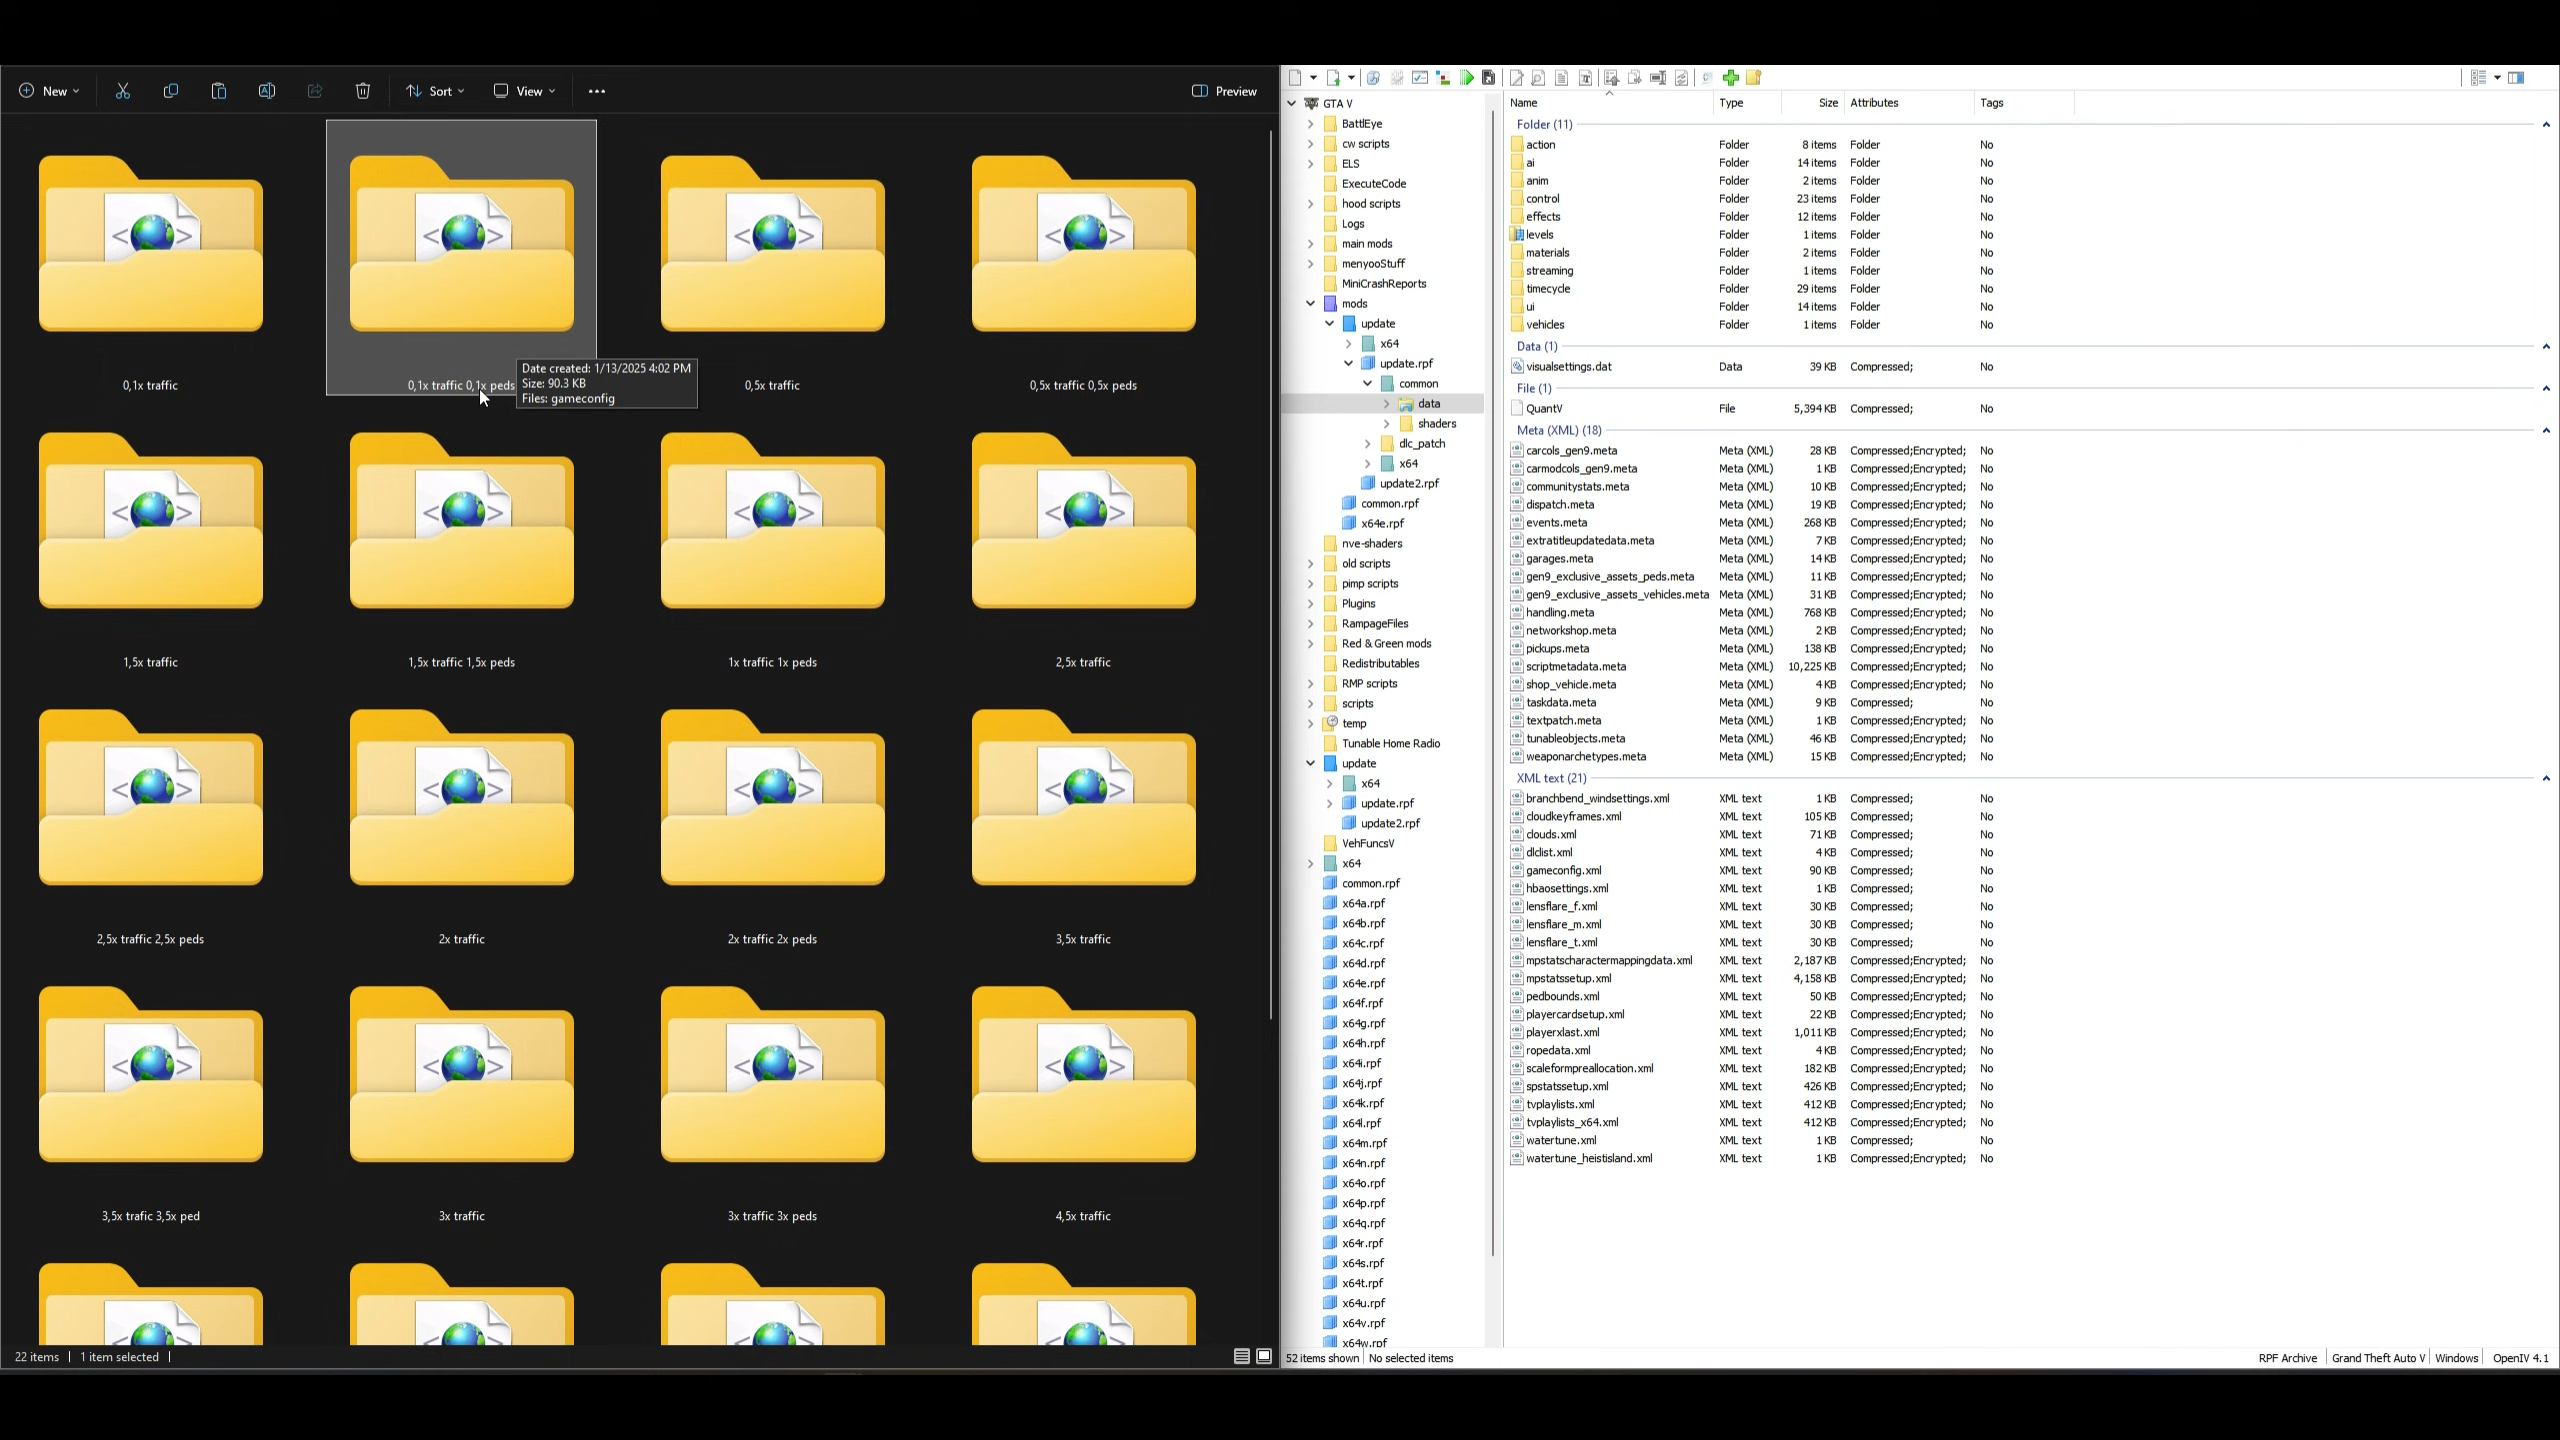 New
Sort
View
Preview
0,1x traffic
0,1x traffic 0,1x peds
0,5x traffic
0,5x traffic 0,5x peds
Date created: 1/13/2025 4:02 PM
Size: 90.3 KB
Files: gameconfig
1,5x traffic
1,5x traffic 1,5x peds
1x traffic 1x peds
2,5x traffic
2,5x traffic 2,5x peds
2x traffic
2x traffic 2x peds
3,5x traffic
3,5x trafic 3,5x ped
3x traffic
3x traffic 3x peds
4,5x traffic
22 items
1 item selected
GTA V
BattlEye
cw scripts
ELS
ExecuteCode
hood scripts
Logs
main mods
menyooStuff
MiniCrashReports
mods
update
x64
update.rpf
common
data
shaders
dlc_patch
x64
update2.rpf
common.rpf
x64e.rpf
nve-shaders
old scripts
pimp scripts
Plugins
RampageFiles
Red & Green mods
Redistributables
RMP scripts
scripts
temp
Tunable Home Radio
update
x64
update.rpf
update2.rpf
VehFuncsV
x64
common.rpf
x64a.rpf
x64b.rpf
x64c.rpf
x64d.rpf
x64e.rpf
x64f.rpf
x64g.rpf
x64h.rpf
x64i.rpf
x64j.rpf
x64k.rpf
x64l.rpf
x64m.rpf
x64n.rpf
x64o.rpf
x64p.rpf
x64q.rpf
x64r.rpf
x64s.rpf
x64t.rpf
x64u.rpf
x64v.rpf
x64w.rpf
Name Type Size Attributes Tags
Folder (11)
action Folder 8 items Folder No
ai Folder 14 items Folder No
anim Folder 2 items Folder No
control Folder 23 items Folder No
effects Folder 12 items Folder No
levels Folder 1 items Folder No
materials Folder 2 items Folder No
streaming Folder 1 items Folder No
timecycle Folder 29 items Folder No
ui Folder 14 items Folder No
vehicles Folder 1 items Folder No
Data (1)
visualsettings.dat Data 39 KB Compressed; No
File (1)
QuantV File 5,394 KB Compressed; No
Meta (XML) (18)
carcols_gen9.meta Meta (XML) 28 KB Compressed;Encrypted; No
carmodcols_gen9.meta Meta (XML) 1 KB Compressed;Encrypted; No
communitystats.meta Meta (XML) 10 KB Compressed;Encrypted; No
dispatch.meta Meta (XML) 19 KB Compressed;Encrypted; No
events.meta Meta (XML) 268 KB Compressed;Encrypted; No
extratitleupdatedata.meta Meta (XML) 7 KB Compressed;Encrypted; No
garages.meta Meta (XML) 14 KB Compressed;Encrypted; No
gen9_exclusive_assets_peds.meta Meta (XML) 11 KB Compressed;Encrypted; No
gen9_exclusive_assets_vehicles.meta Meta (XML) 31 KB Compressed;Encrypted; No
handling.meta Meta (XML) 768 KB Compressed;Encrypted; No
networkshop.meta Meta (XML) 2 KB Compressed;Encrypted; No
pickups.meta Meta (XML) 138 KB Compressed;Encrypted; No
scriptmetadata.meta Meta (XML) 10,225 KB Compressed;Encrypted; No
shop_vehicle.meta Meta (XML) 4 KB Compressed;Encrypted; No
taskdata.meta Meta (XML) 9 KB Compressed; No
textpatch.meta Meta (XML) 1 KB Compressed;Encrypted; No
tunableobjects.meta Meta (XML) 46 KB Compressed;Encrypted; No
weaponarchetypes.meta Meta (XML) 15 KB Compressed;Encrypted; No
XML text (21)
branchbend_windsettings.xml XML text 1 KB Compressed; No
cloudkeyframes.xml XML text 105 KB Compressed; No
clouds.xml XML text 71 KB Compressed; No
dlclist.xml XML text 4 KB Compressed; No
gameconfig.xml XML text 90 KB Compressed; No
hbaosettings.xml XML text 1 KB Compressed; No
lensflare_f.xml XML text 30 KB Compressed; No
lensflare_m.xml XML text 30 KB Compressed; No
lensflare_t.xml XML text 30 KB Compressed; No
mpstatscharactermappingdata.xml XML text 2,187 KB Compressed;Encrypted; No
mpstatssetup.xml XML text 4,158 KB Compressed;Encrypted; No
pedbounds.xml XML text 50 KB Compressed;Encrypted; No
playercardsetup.xml XML text 22 KB Compressed;Encrypted; No
playerxlast.xml XML text 1,011 KB Compressed;Encrypted; No
ropedata.xml XML text 4 KB Compressed;Encrypted; No
scaleformpreallocation.xml XML text 182 KB Compressed;Encrypted; No
spstatssetup.xml XML text 426 KB Compressed;Encrypted; No
tvplaylists.xml XML text 412 KB Compressed;Encrypted; No
tvplaylists_x64.xml XML text 412 KB Compressed;Encrypted; No
watertune.xml XML text 1 KB Compressed; No
watertune_heistisland.xml XML text 1 KB Compressed;Encrypted; No
52 items shown No selected items RPF Archive Grand Theft Auto V Windows OpenIV 4.1